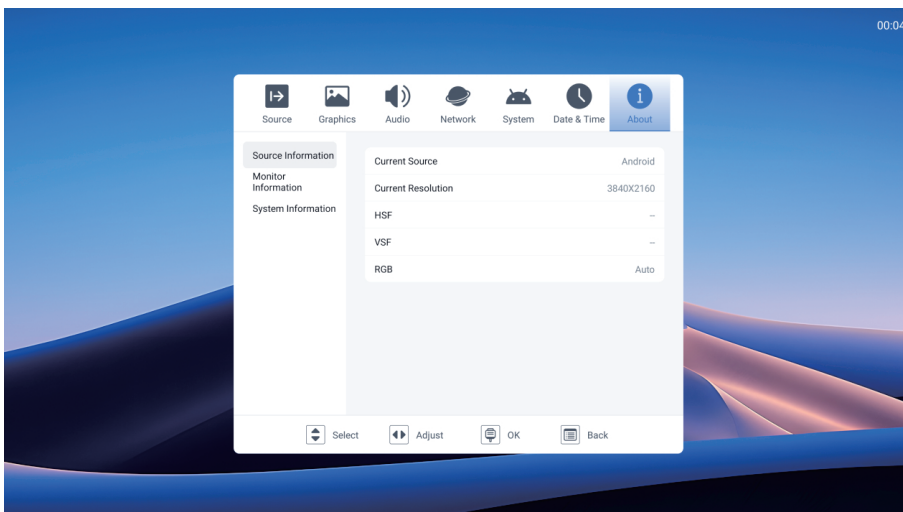 00:04
Source Graphics Audio Network System Date & Time About
Source Information
Monitor
Information
System Information
Current Source Android
Current Resolution 3840X2160
HSF --
VSF --
RGB Auto
Select Adjust OK Back